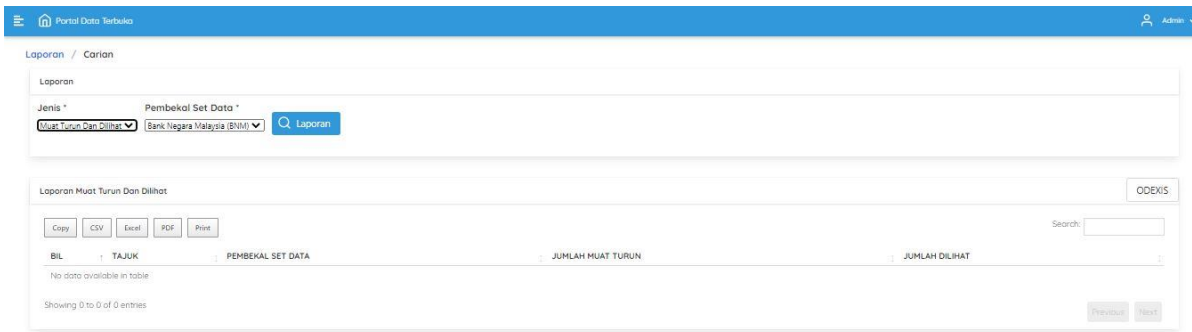 Portal Data Terbuka
Admin
Laporan / Carian
Laporan
Jenis * Pembekal Set Data *
Muat Turun Dan Dilihat Bank Negara Malaysia (BNM) Laporan
Laporan Muat Turun Dan Dilihat ODEXIS
Copy CSV Excel PDF Print Search:
BIL TAJUK PEMBEKAL SET DATA JUMLAH MUAT TURUN JUMLAH DILIHAT
No data available in table
Showing 0 to 0 of 0 entries
Previous Next